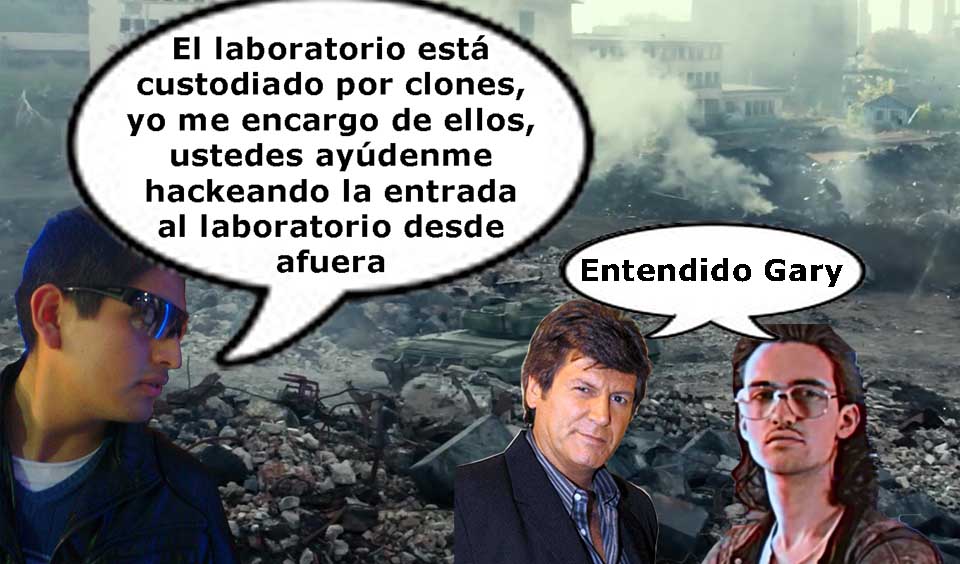 El laboratorio está
custodiado por clones,
yo me encargo de ellos,
ustedes ayúdenme
hackeando la entrada
al laboratorio desde
afuera
Entendido Gary